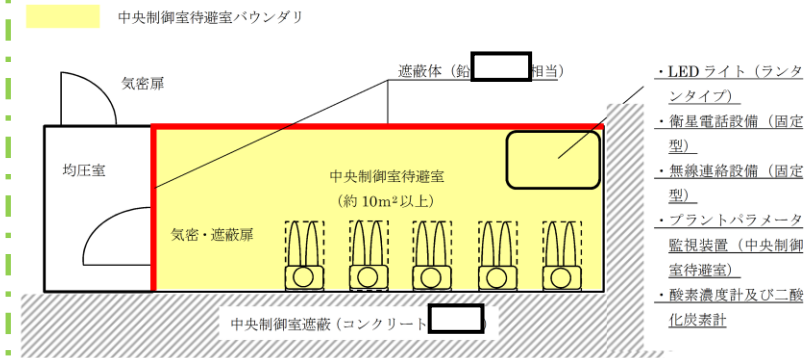 中央制御室待避室バウンダリ
遮蔽体（鉛　　　相当）
気密扉
均圧室
中央制御室待避室
（約 10m²以上）
気密・遮蔽扉
中央制御室遮蔽（コンクリート　　　）
・LED ライト（ランタ
ンタイプ）
・衛星電話設備（固定
型）
・無線連絡設備（固定
型）
・プラントパラメータ
監視装置（中央制御
室待避室）
・酸素濃度計及び二酸
化炭素計